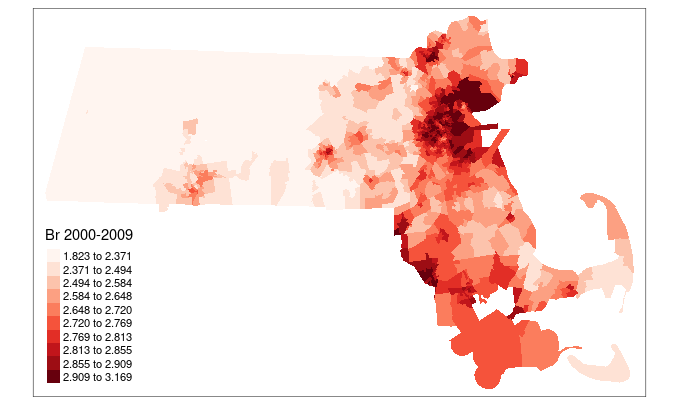 Br 2000-2009
1.823 to 2.371
2.371 to 2.494
2.494 to 2.584
2.584 to 2.648
2.648 to 2.720
2.720 to 2.769
2.769 to 2.813
2.813 to 2.855
2.855 to 2.909
2.909 to 3.169